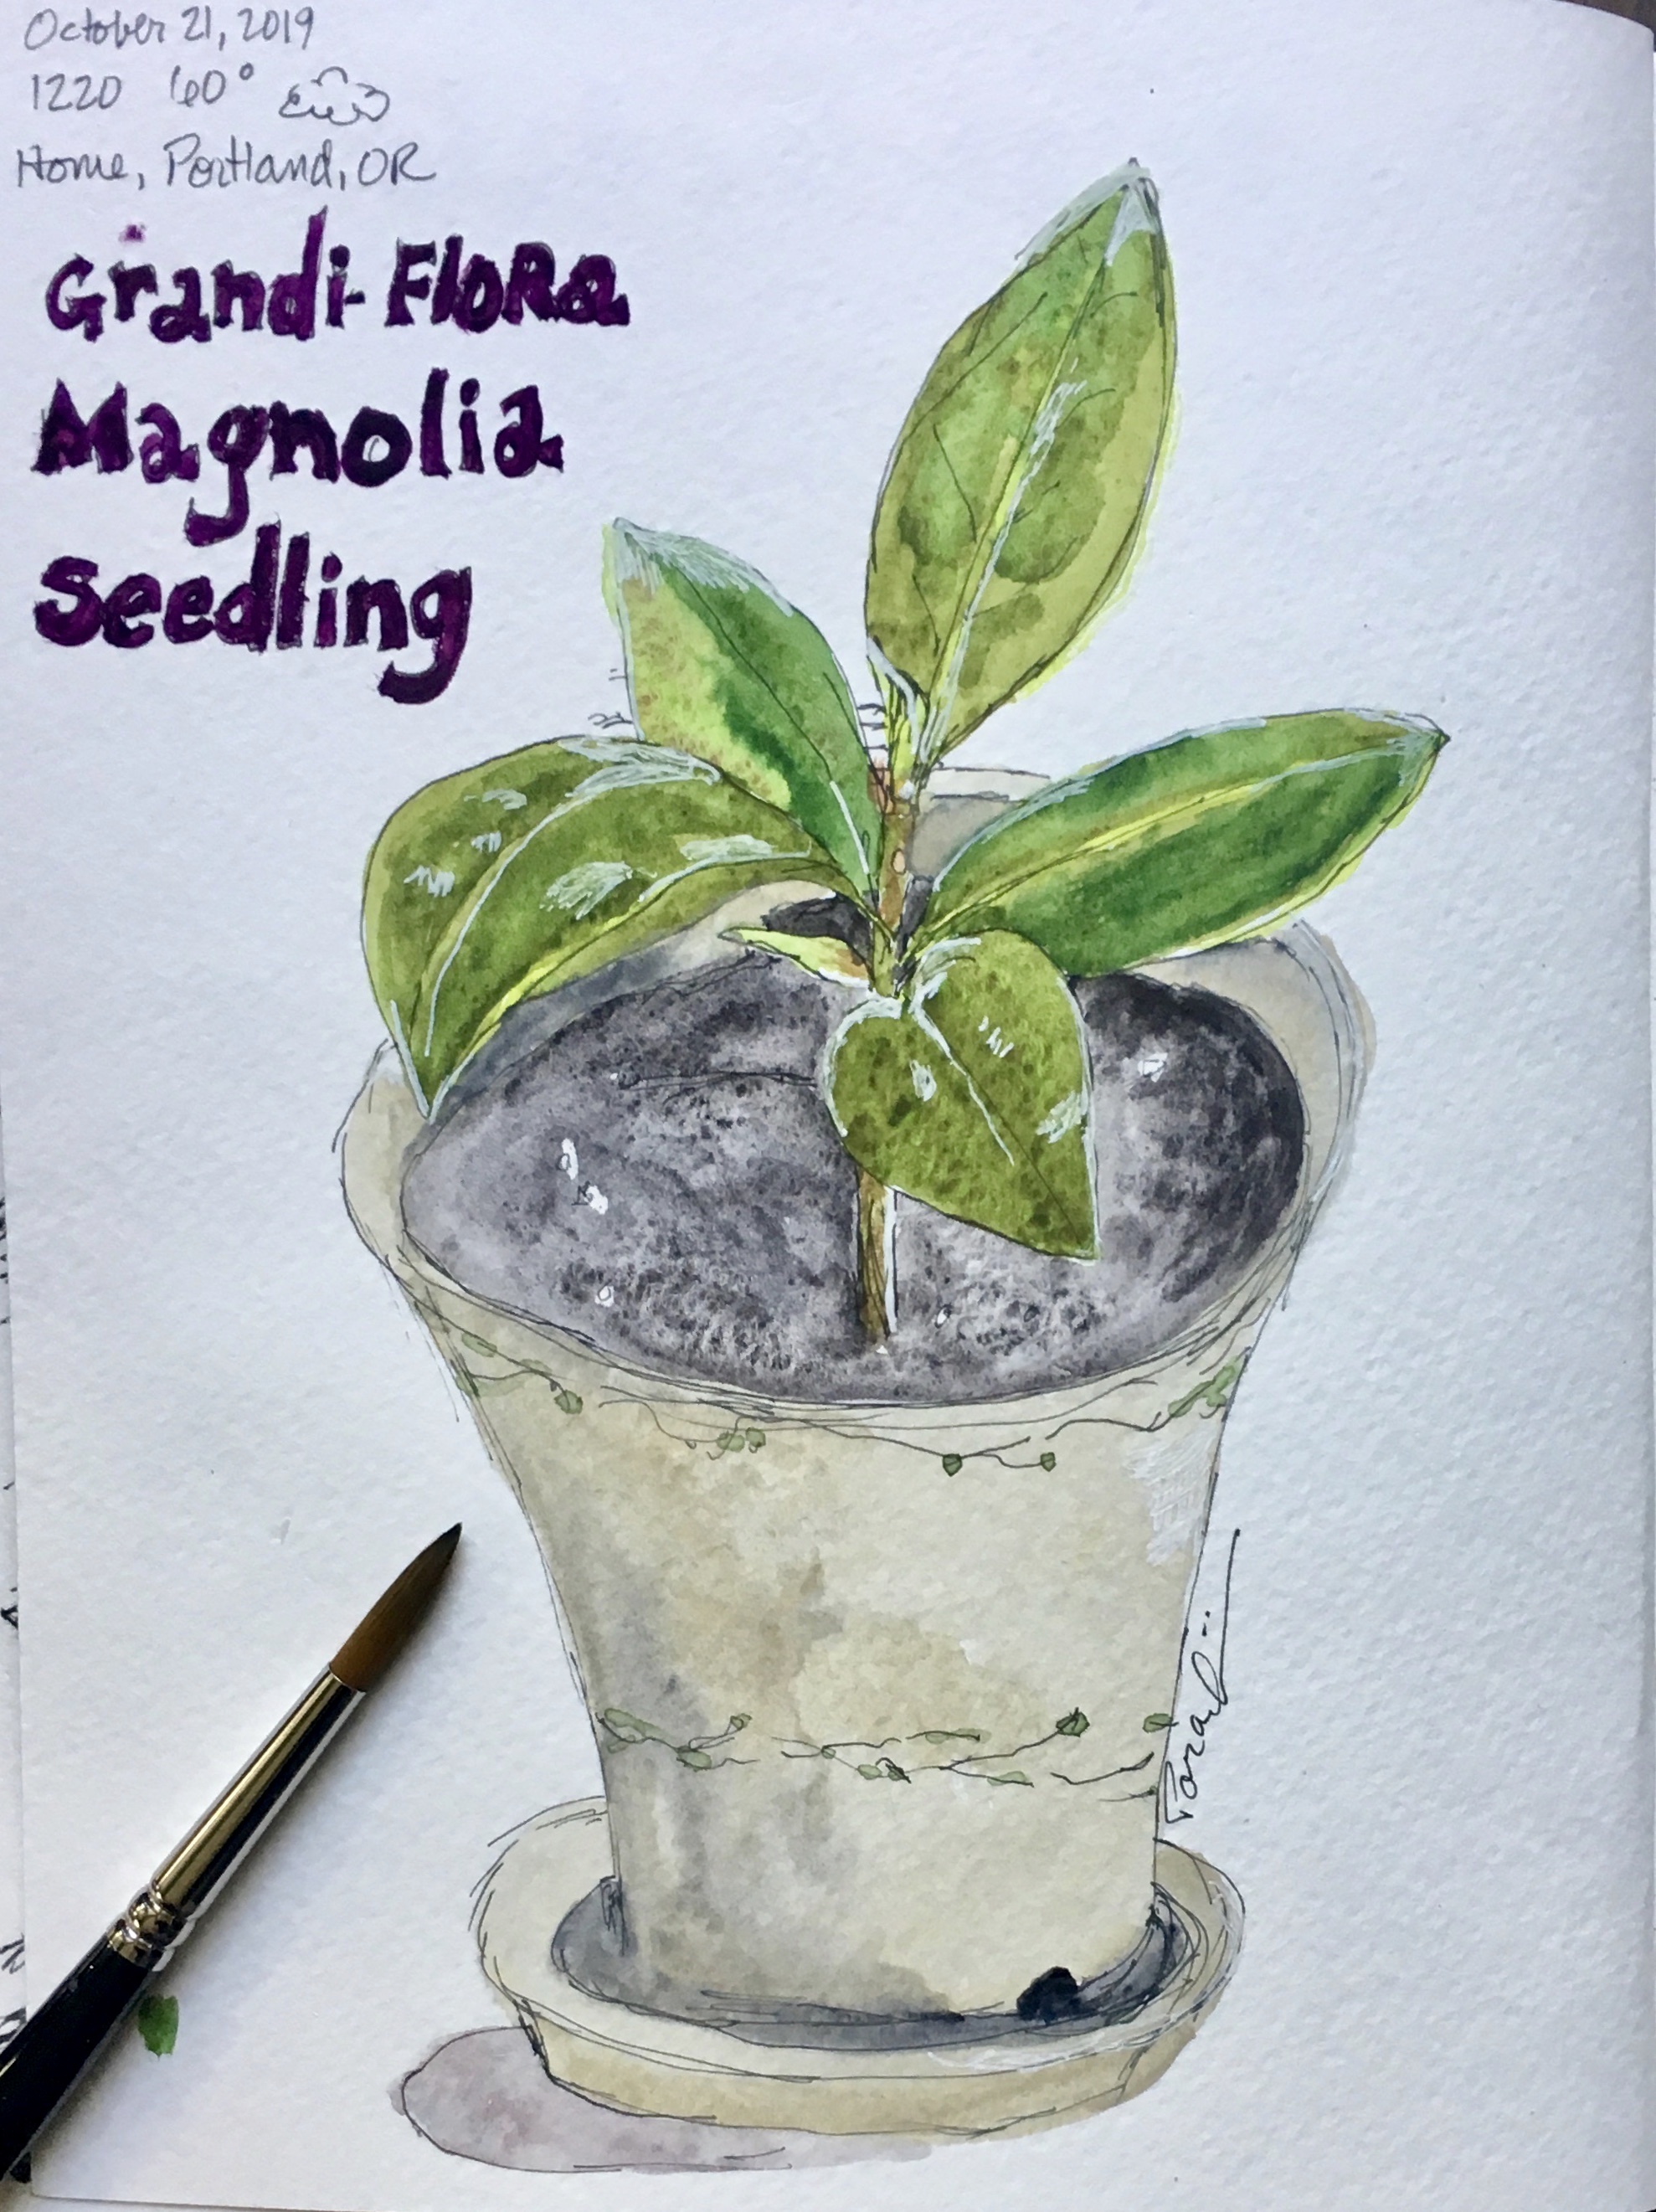 October 21, 2019
1220 60°
Home, Portland, OR
Grandi-Flora
Magnolia
Seedling